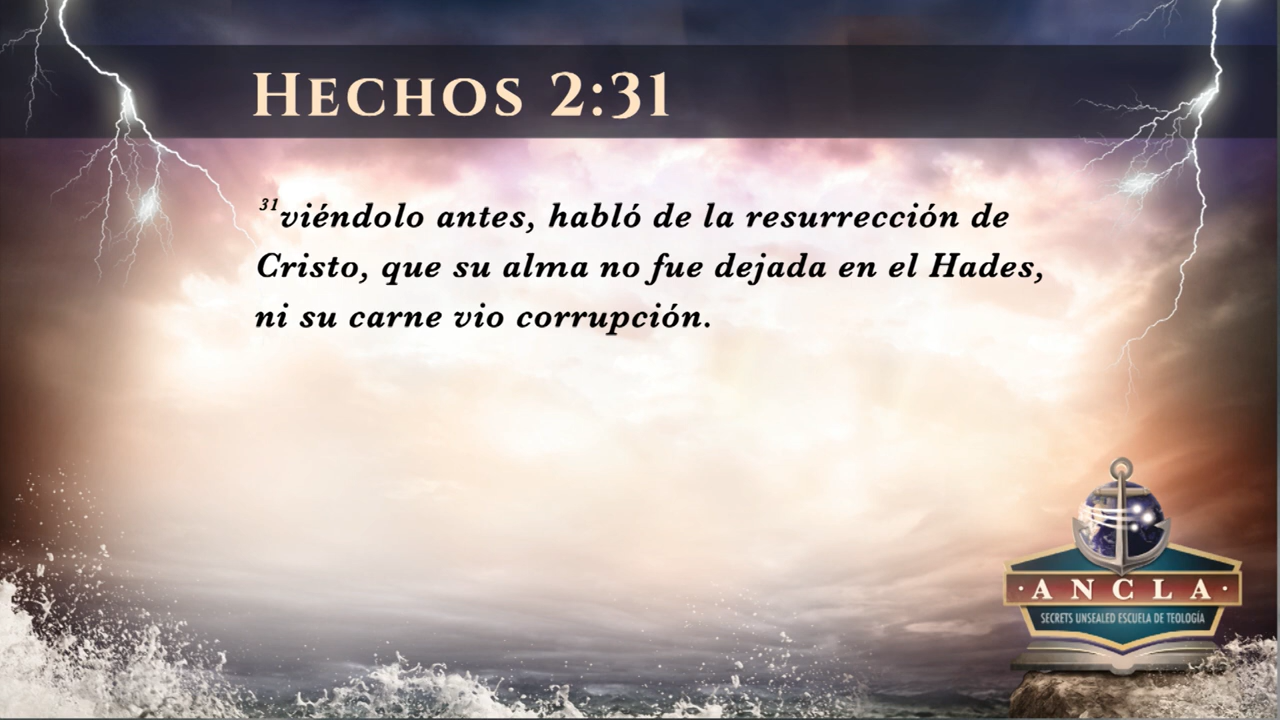 Hechos 2:31
31viéndolo antes, habló de la resurrección de
Cristo, que su alma no fue dejada en el Hades,
ni su carne vio corrupción.
· A N C L A ·
SECRETS UNSEALED ESCUELA DE TEOLOGÍA